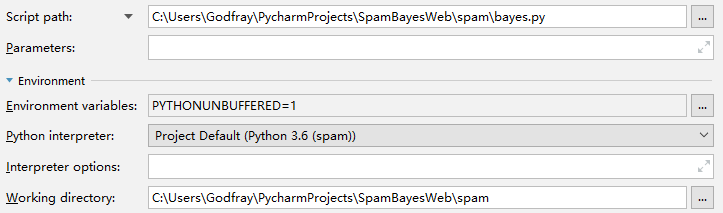 Script path: C:\Users\Godfray\PycharmProjects\SpamBayesWeb\spam\bayes.py ...
Parameters:
Environment
Environment variables: PYTHONUNBUFFERED=1 ...
Python interpreter: Project Default (Python 3.6 (spam))
Interpreter options:
Working directory: C:\Users\Godfray\PycharmProjects\SpamBayesWeb\spam ...